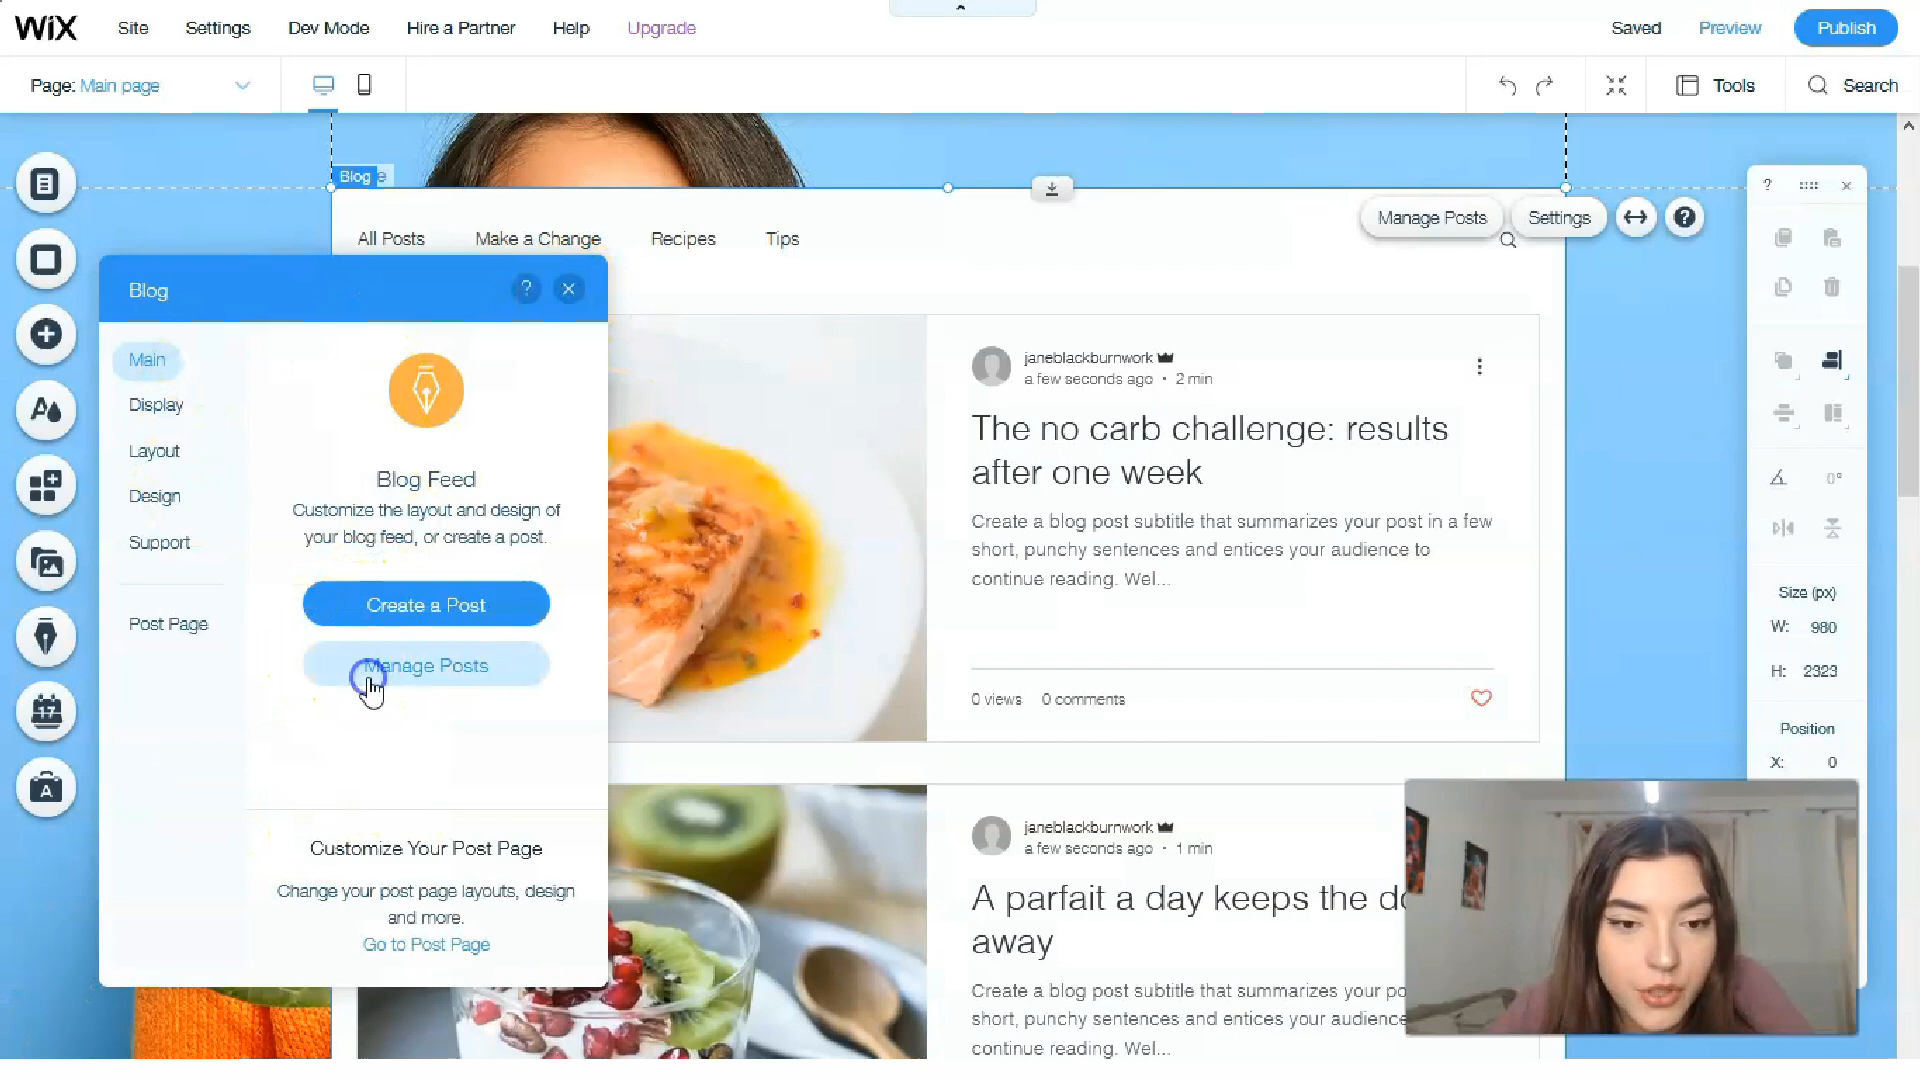 WiX
Site
Settings
Dev Mode
Hire a Partner
Help
Upgrade
Saved
Preview
Publish
Page: Main page
Tools
Search
Blog
All Posts
Make a Change
Recipes
Tips
Manage Posts
Settings
?
?
Blog
?
Main
Display
Layout
Design
Support
Post Page
Blog Feed
Customize the layout and design of
your blog feed, or create a post.
Create a Post
Manage Posts
Customize Your Post Page
Change your post page layouts, design
and more.
Go to Post Page
janeblackburnwork
a few seconds ago · 2 min
The no carb challenge: results
after one week
Create a blog post subtitle that summarizes your post in a few
short, punchy sentences and entices your audience to
continue reading. Wel...
0 views
0 comments
janeblackburnwork
a few seconds ago · 1 min
A parfait a day keeps the do
away
Create a blog post subtitle that summarizes your po
short, punchy sentences and entices your audience
continue reading. Wel...
0°
Size (px)
W: 980
H: 2323
Position
X: 0
17
A
A